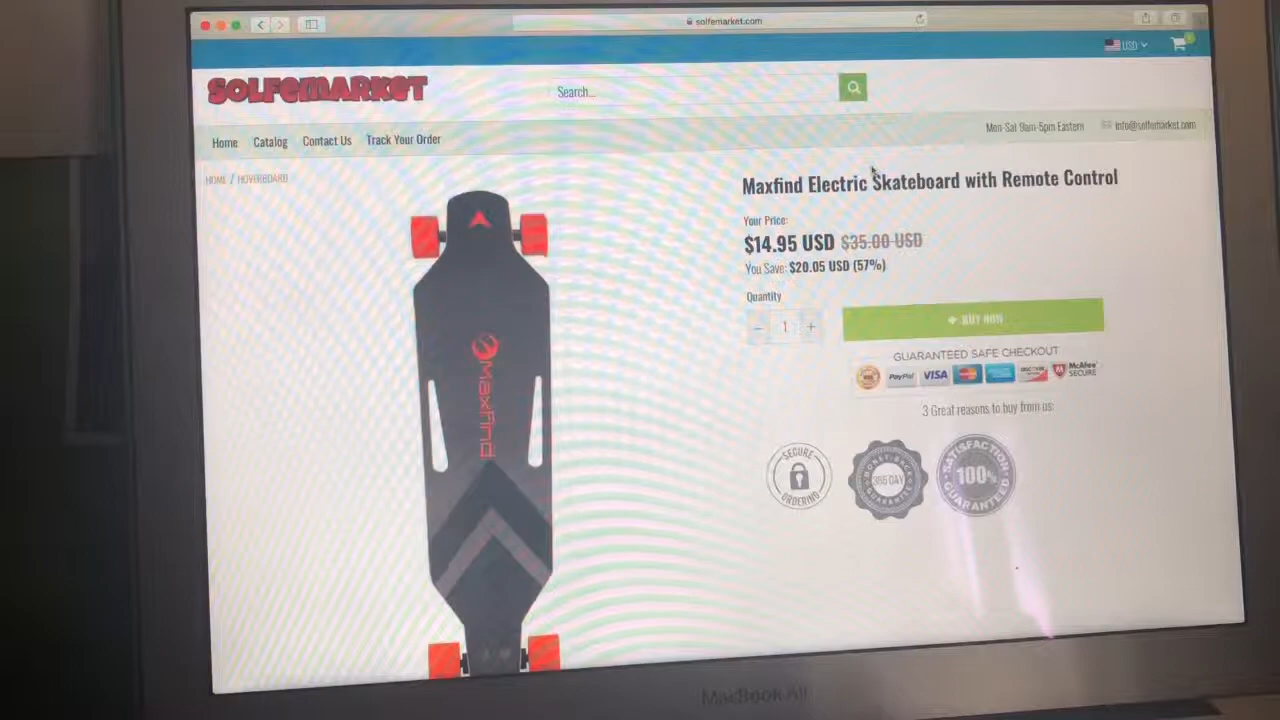 solfemarket.com
USD
SOLFEMARKET
Search...
Home Catalog Contact Us Track Your Order
Mon-Sat 9am-5pm Eastern info@solfemarket.com
HOME / HOVERBOARD
Maxfind Electric Skateboard with Remote Control
Your Price:
$14.95 USD $35.00 USD
You Save: $20.05 USD (57%)
Quantity
− 1 +
BUY NOW
GUARANTEED SAFE CHECKOUT
PayPal VISA McAfee SECURE
3 Great reasons to buy from us:
SECURE ORDERING
MONEY BACK 365 DAY GUARANTEE
SATISFACTION 100% GUARANTEED
Maxfind
MacBook Air